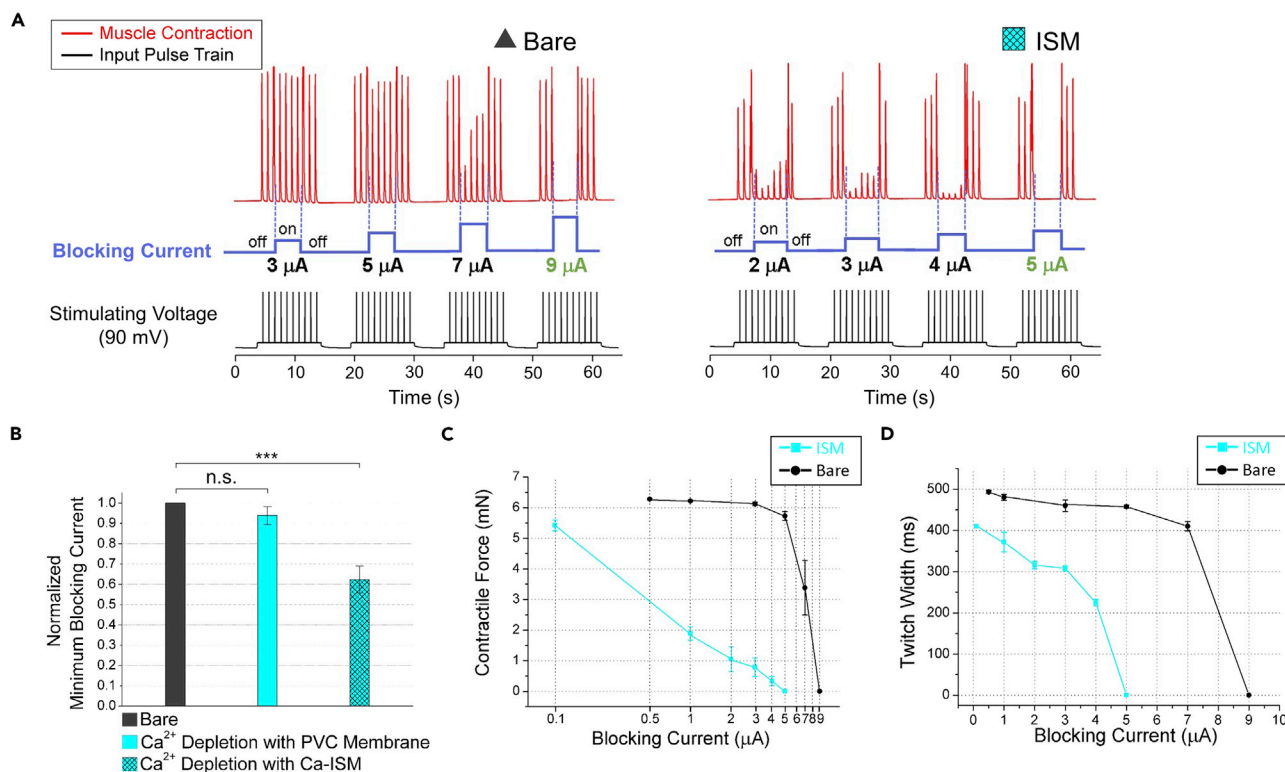 A
Muscle Contraction
Input Pulse Train
Bare
ISM
Blocking Current
off on off
3 μA 5 μA 7 μA 9 μA
off on off
2 μA 3 μA 4 μA 5 μA
Stimulating Voltage
(90 mV)
0 10 20 30 40 50 60
Time (s)
0 10 20 30 40 50 60
Time (s)
B
***
n.s.
1.0
0.9
0.8
0.7
0.6
0.5
0.4
0.3
0.2
0.1
0
Normalized
Minimum Blocking Current
Bare
Ca2+ Depletion with PVC Membrane
Ca2+ Depletion with Ca-ISM
C
ISM
Bare
7
6
5
4
3
2
1
0
Contractile Force (mN)
0.1 0.5 1 2 3 4 5 6 7 8 9
Blocking Current (μA)
D
ISM
Bare
500
400
300
200
100
0
Twitch Width (ms)
0 1 2 3 4 5 6 7 8 9 10
Blocking Current (μA)